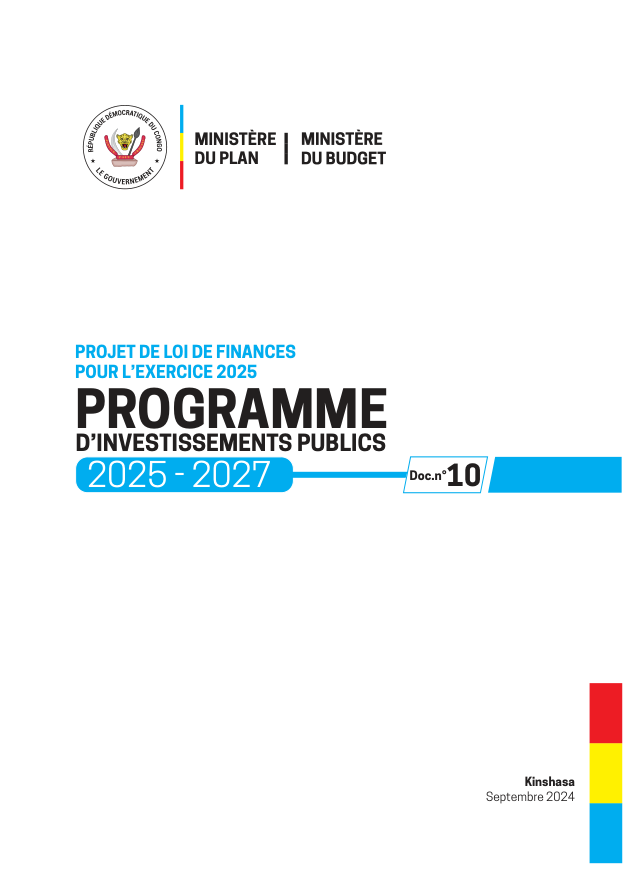 RÉPUBLIQUE DÉMOCRATIQUE DU CONGO
LE GOUVERNEMENT
MINISTÈRE
DU PLAN
MINISTÈRE
DU BUDGET
PROJET DE LOI DE FINANCES
POUR L'EXERCICE 2025
PROGRAMME
D'INVESTISSEMENTS PUBLICS
2025 - 2027
Doc.n°10
Kinshasa
Septembre 2024